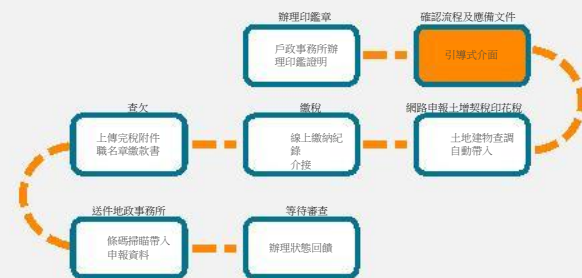 辦理印鑑章
確認流程及應備文件
戶政事務所辦
理印鑑證明
引導式介面
查欠
繳稅
網路申報土增契稅印花稅
上傳完稅附件
職名章繳款書
線上繳納紀
錄
介接
土地建物查調
自動帶入
送件地政事務所
等待審查
條碼掃瞄帶入
申報資料
辦理狀態回饋